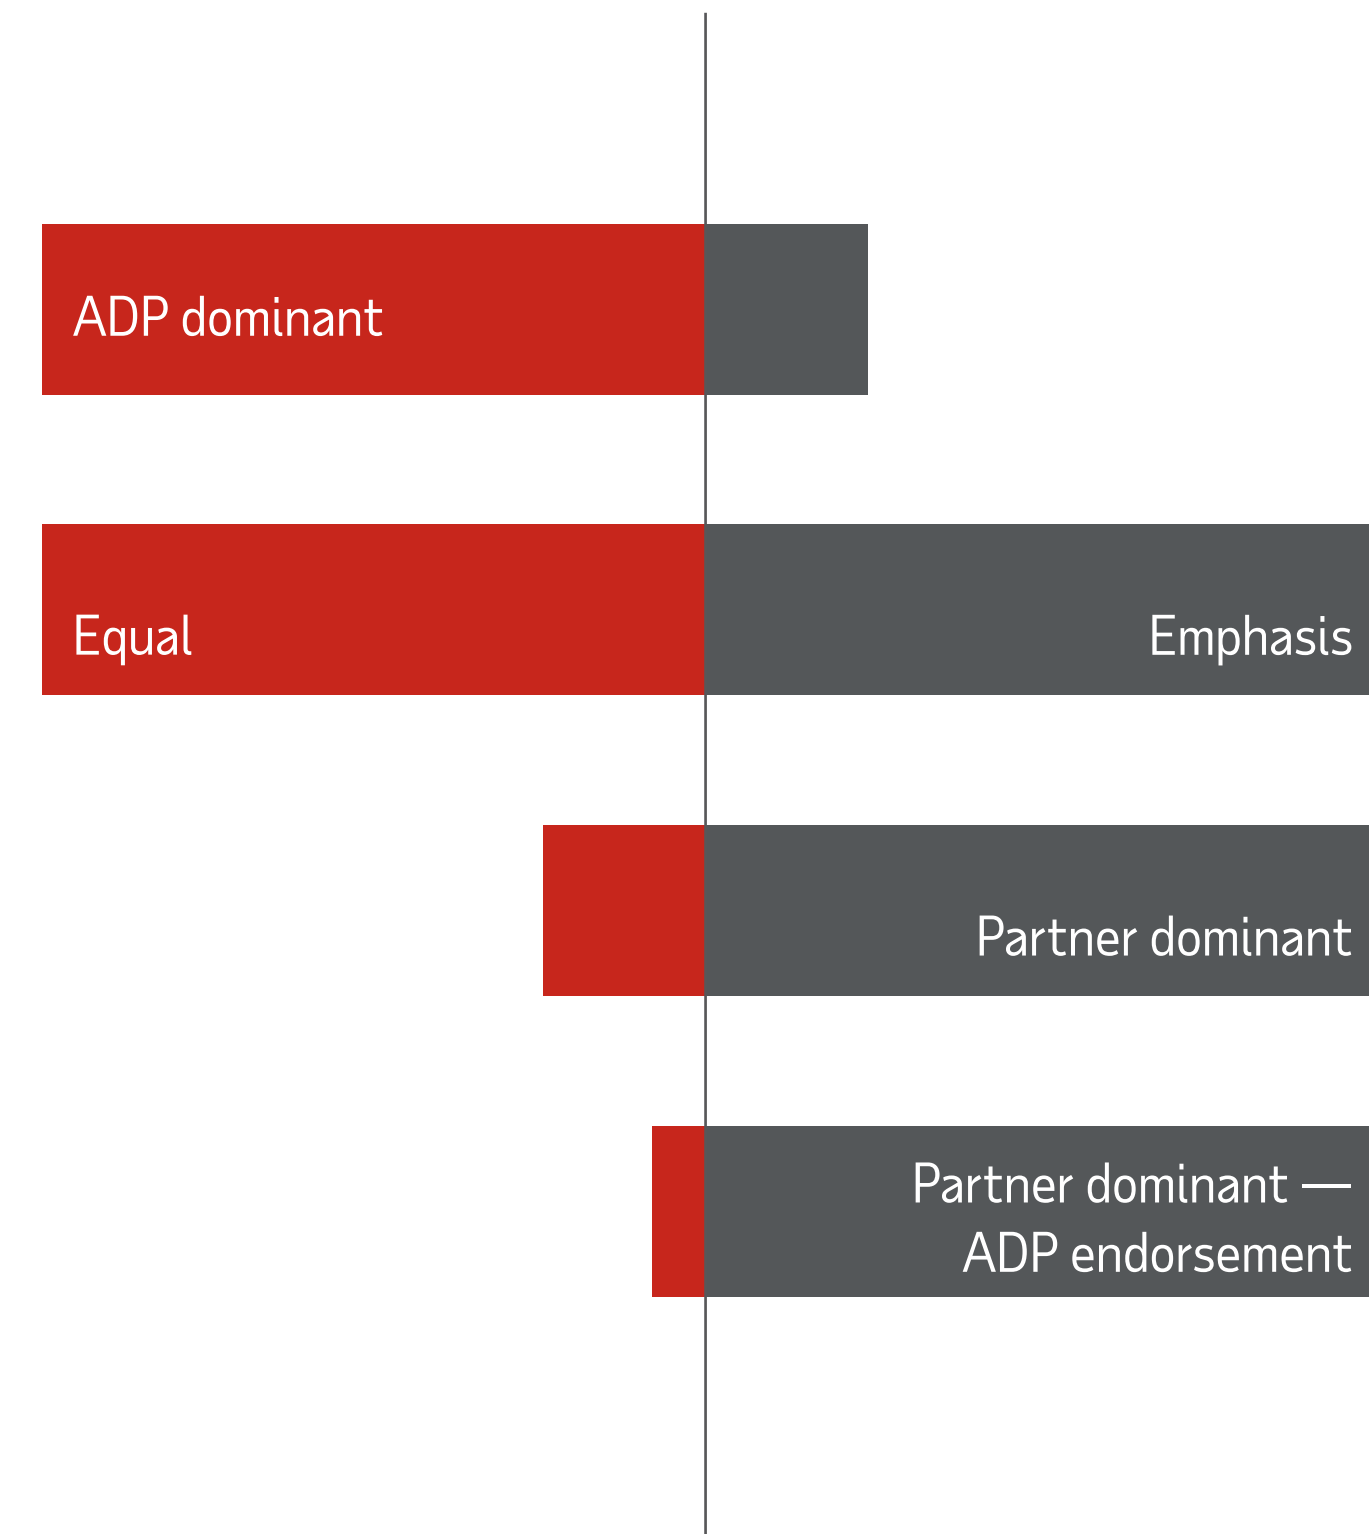 ADP dominant
Equal Emphasis
Partner dominant
Partner dominant —
ADP endorsement